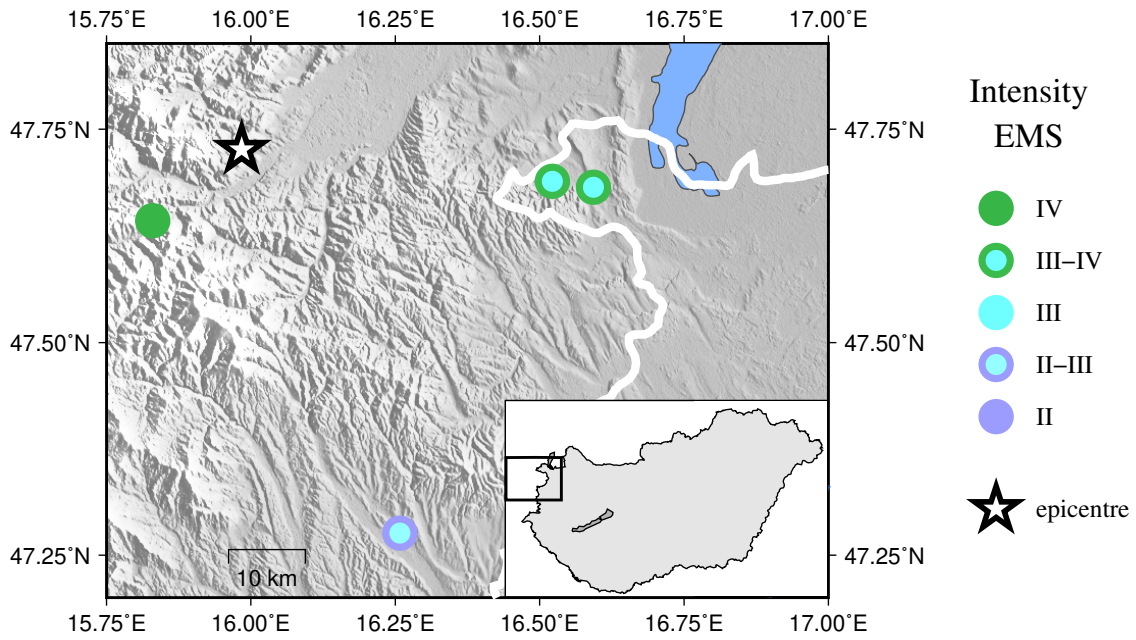 15.75˚E 16.00˚E 16.25˚E 16.50˚E 16.75˚E 17.00˚E
47.75˚N 47.75˚N
47.50˚N 47.50˚N
47.25˚N 47.25˚N
10 km
15.75˚E 16.00˚E 16.25˚E 16.50˚E 16.75˚E 17.00˚E
Intensity
EMS
IV
III–IV
III
II–III
II
epicentre